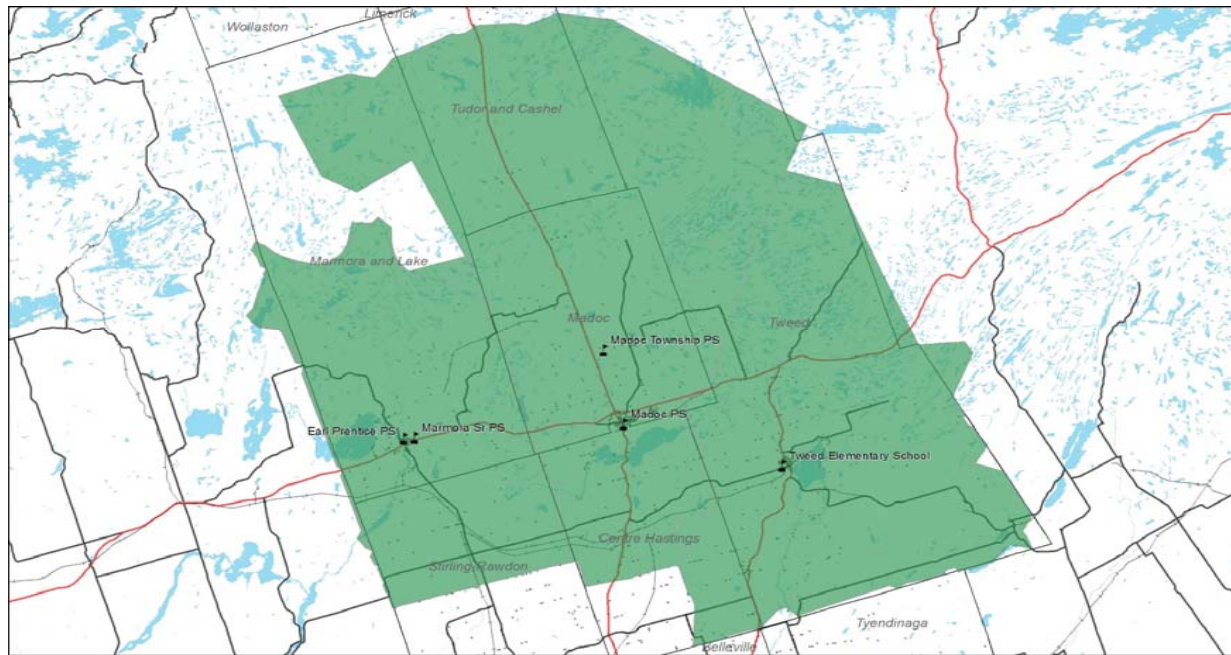 Limerick
Wollaston
Tudor and Cashel
Marmora and Lake
Madoc
Tweed
Madoc Township PS
Madoc PS
Earl Prentice PS
Marmora Sr PS
Tweed Elementary School
Centre Hastings
Stirling-Rawdon
Tyendinaga
Belleville